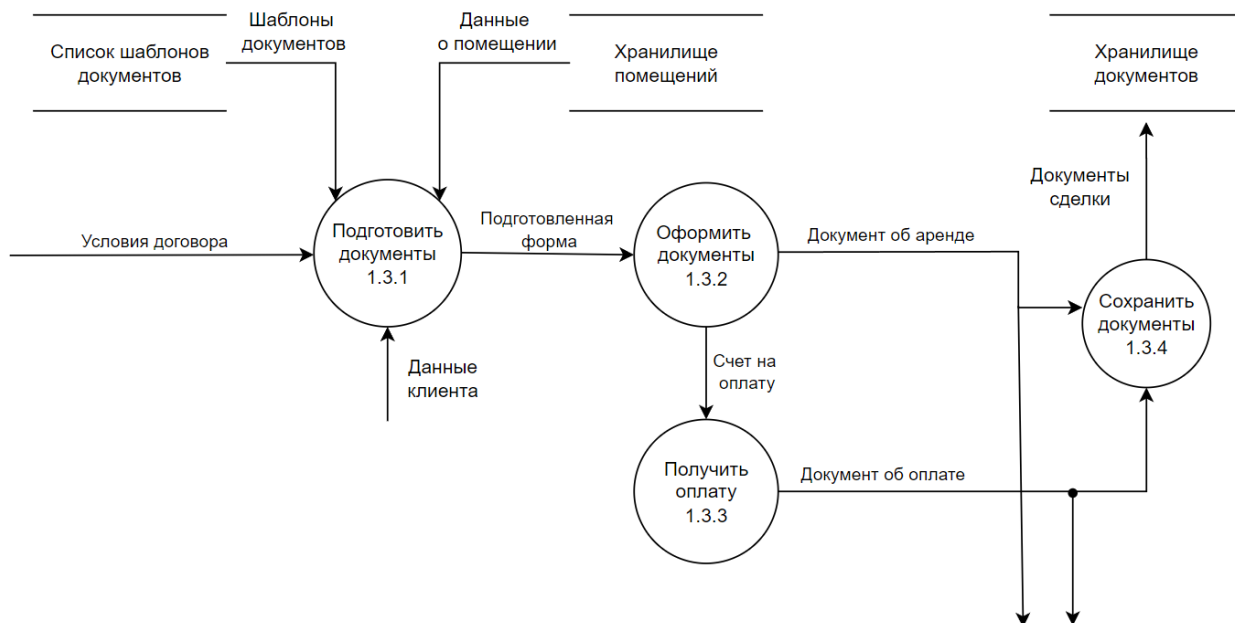 Список шаблонов
документов
Шаблоны
документов
Данные
о помещении
Хранилище
помещений
Хранилище
документов
Условия договора
Подготовить
документы
1.3.1
Подготовленная
форма
Оформить
документы
1.3.2
Документ об аренде
Документы
сделки
Сохранить
документы
1.3.4
Данные
клиента
Счет на
оплату
Получить
оплату
1.3.3
Документ об оплате